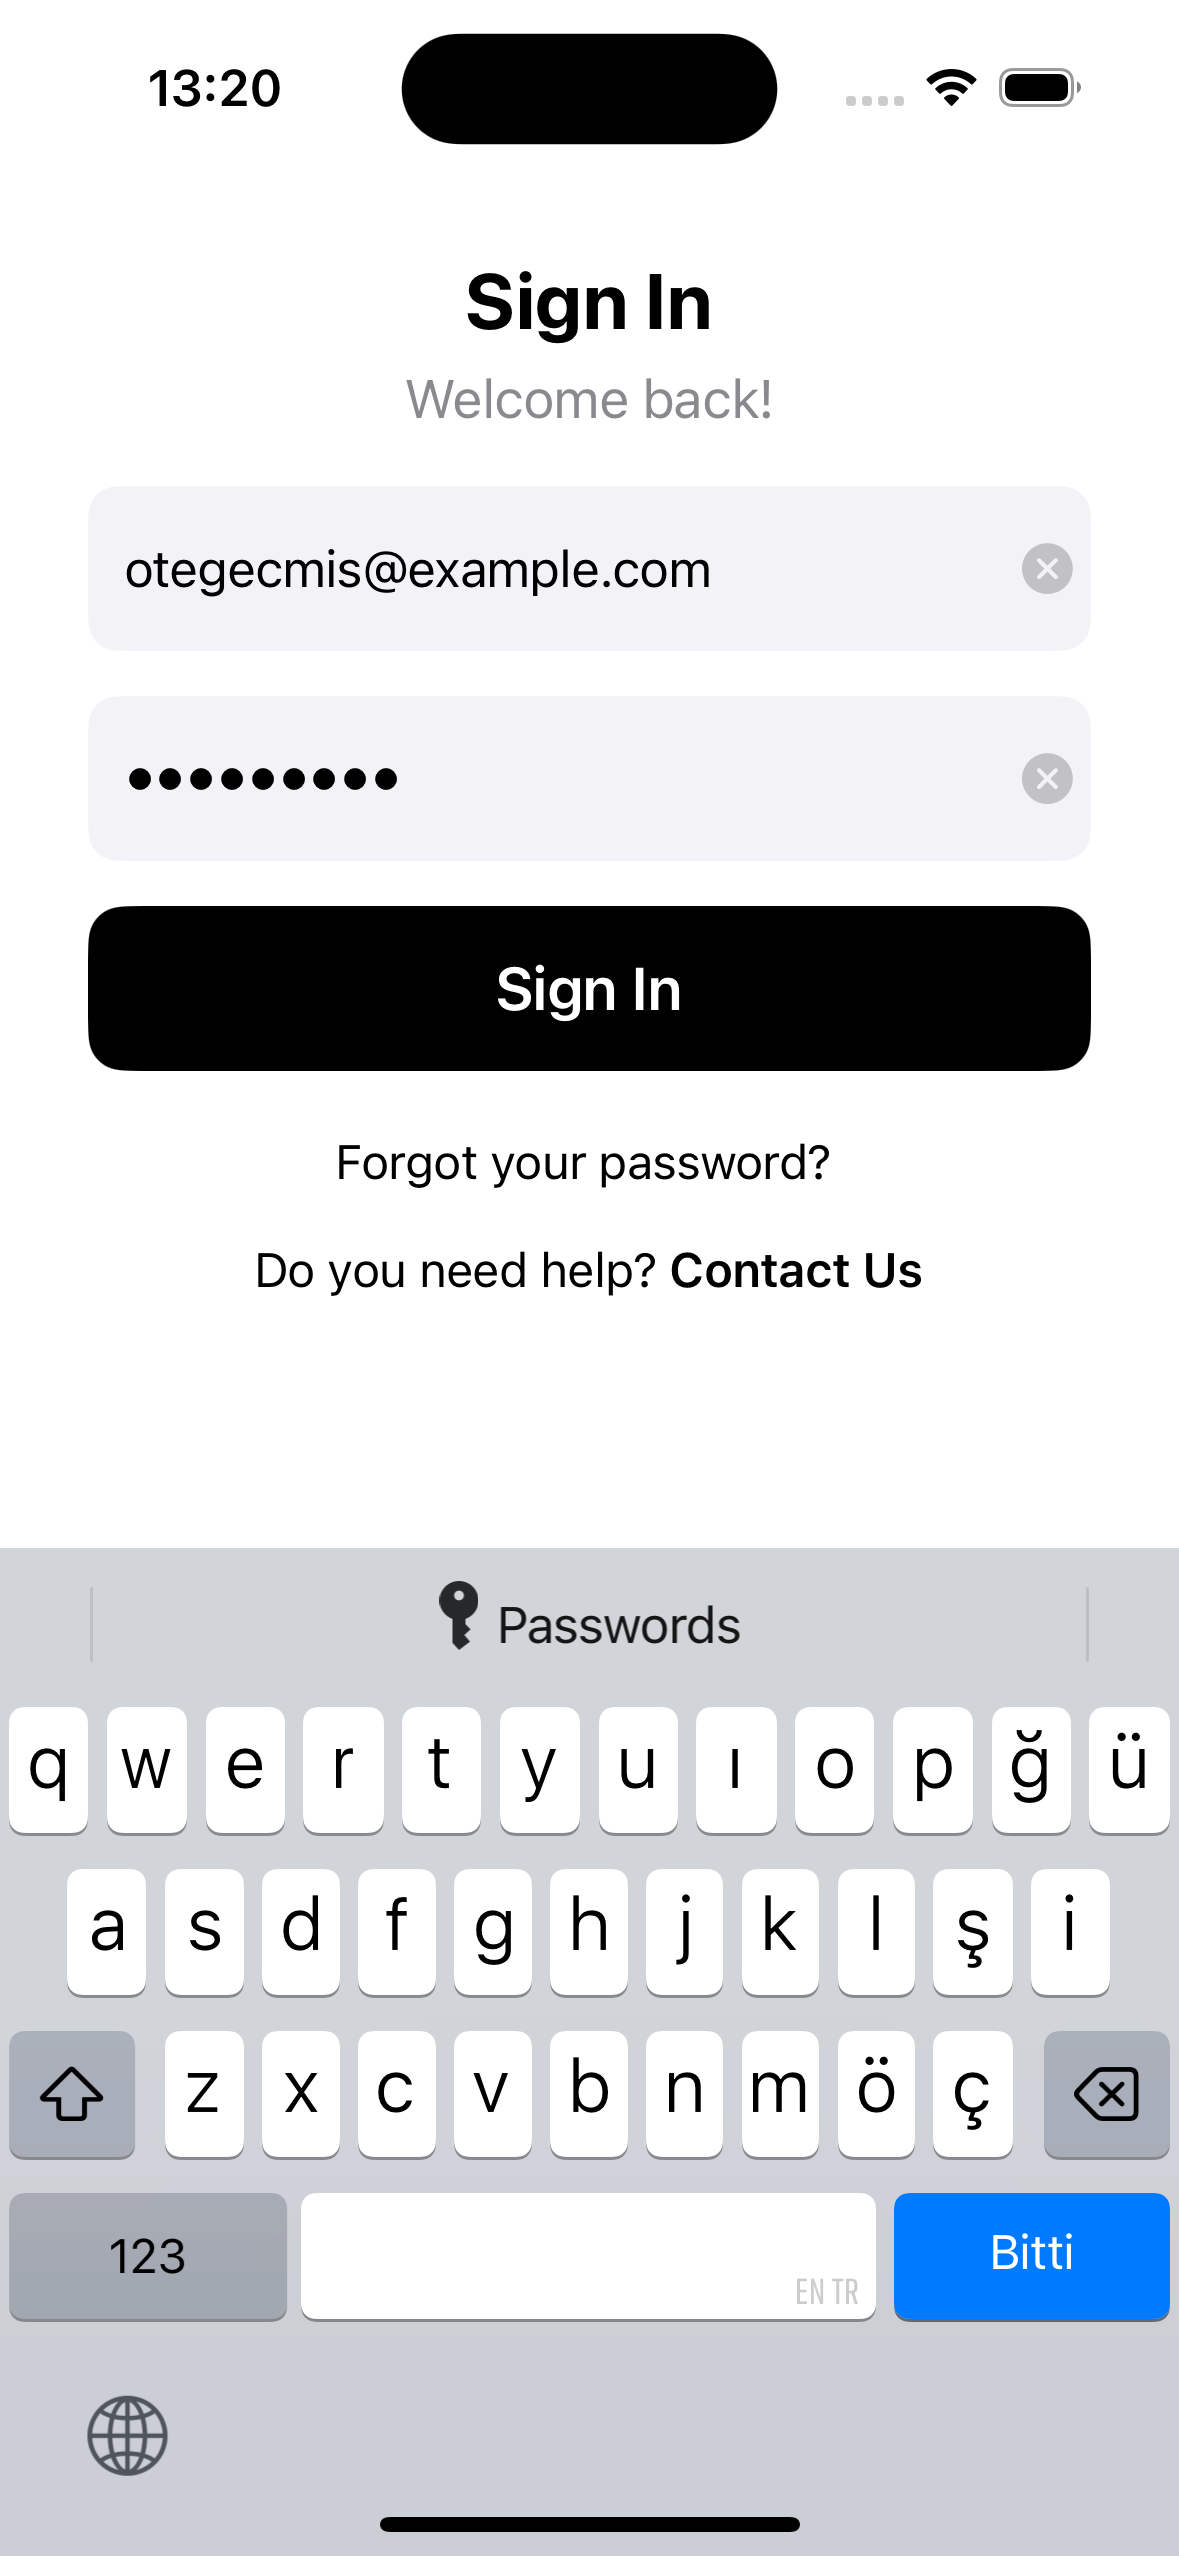 13:20
Sign In
Welcome back!
otegecmis@example.com
•••••••••
Sign In
Forgot your password?
Do you need help? Contact Us
Passwords
q w e r t y u ı o p ğ ü
a s d f g h j k l ş i
z x c v b n m ö ç
123 EN TR Bitti